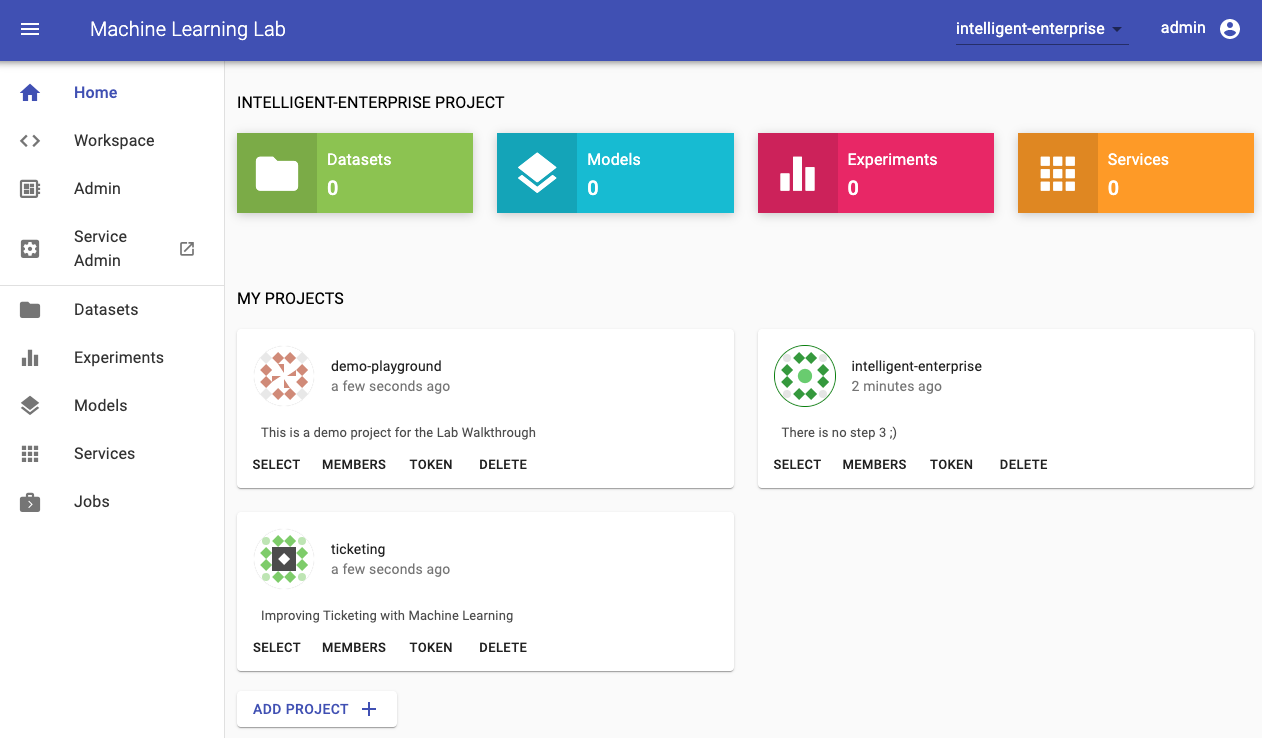 Machine Learning Lab
intelligent-enterprise
admin
Home
Workspace
Admin
Service
Admin
Datasets
Experiments
Models
Services
Jobs
INTELLIGENT-ENTERPRISE PROJECT
Datasets
0
Models
0
Experiments
0
Services
0
MY PROJECTS
demo-playground
a few seconds ago
This is a demo project for the Lab Walkthrough
SELECT MEMBERS TOKEN DELETE
intelligent-enterprise
2 minutes ago
There is no step 3 ;)
SELECT MEMBERS TOKEN DELETE
ticketing
a few seconds ago
Improving Ticketing with Machine Learning
SELECT MEMBERS TOKEN DELETE
ADD PROJECT